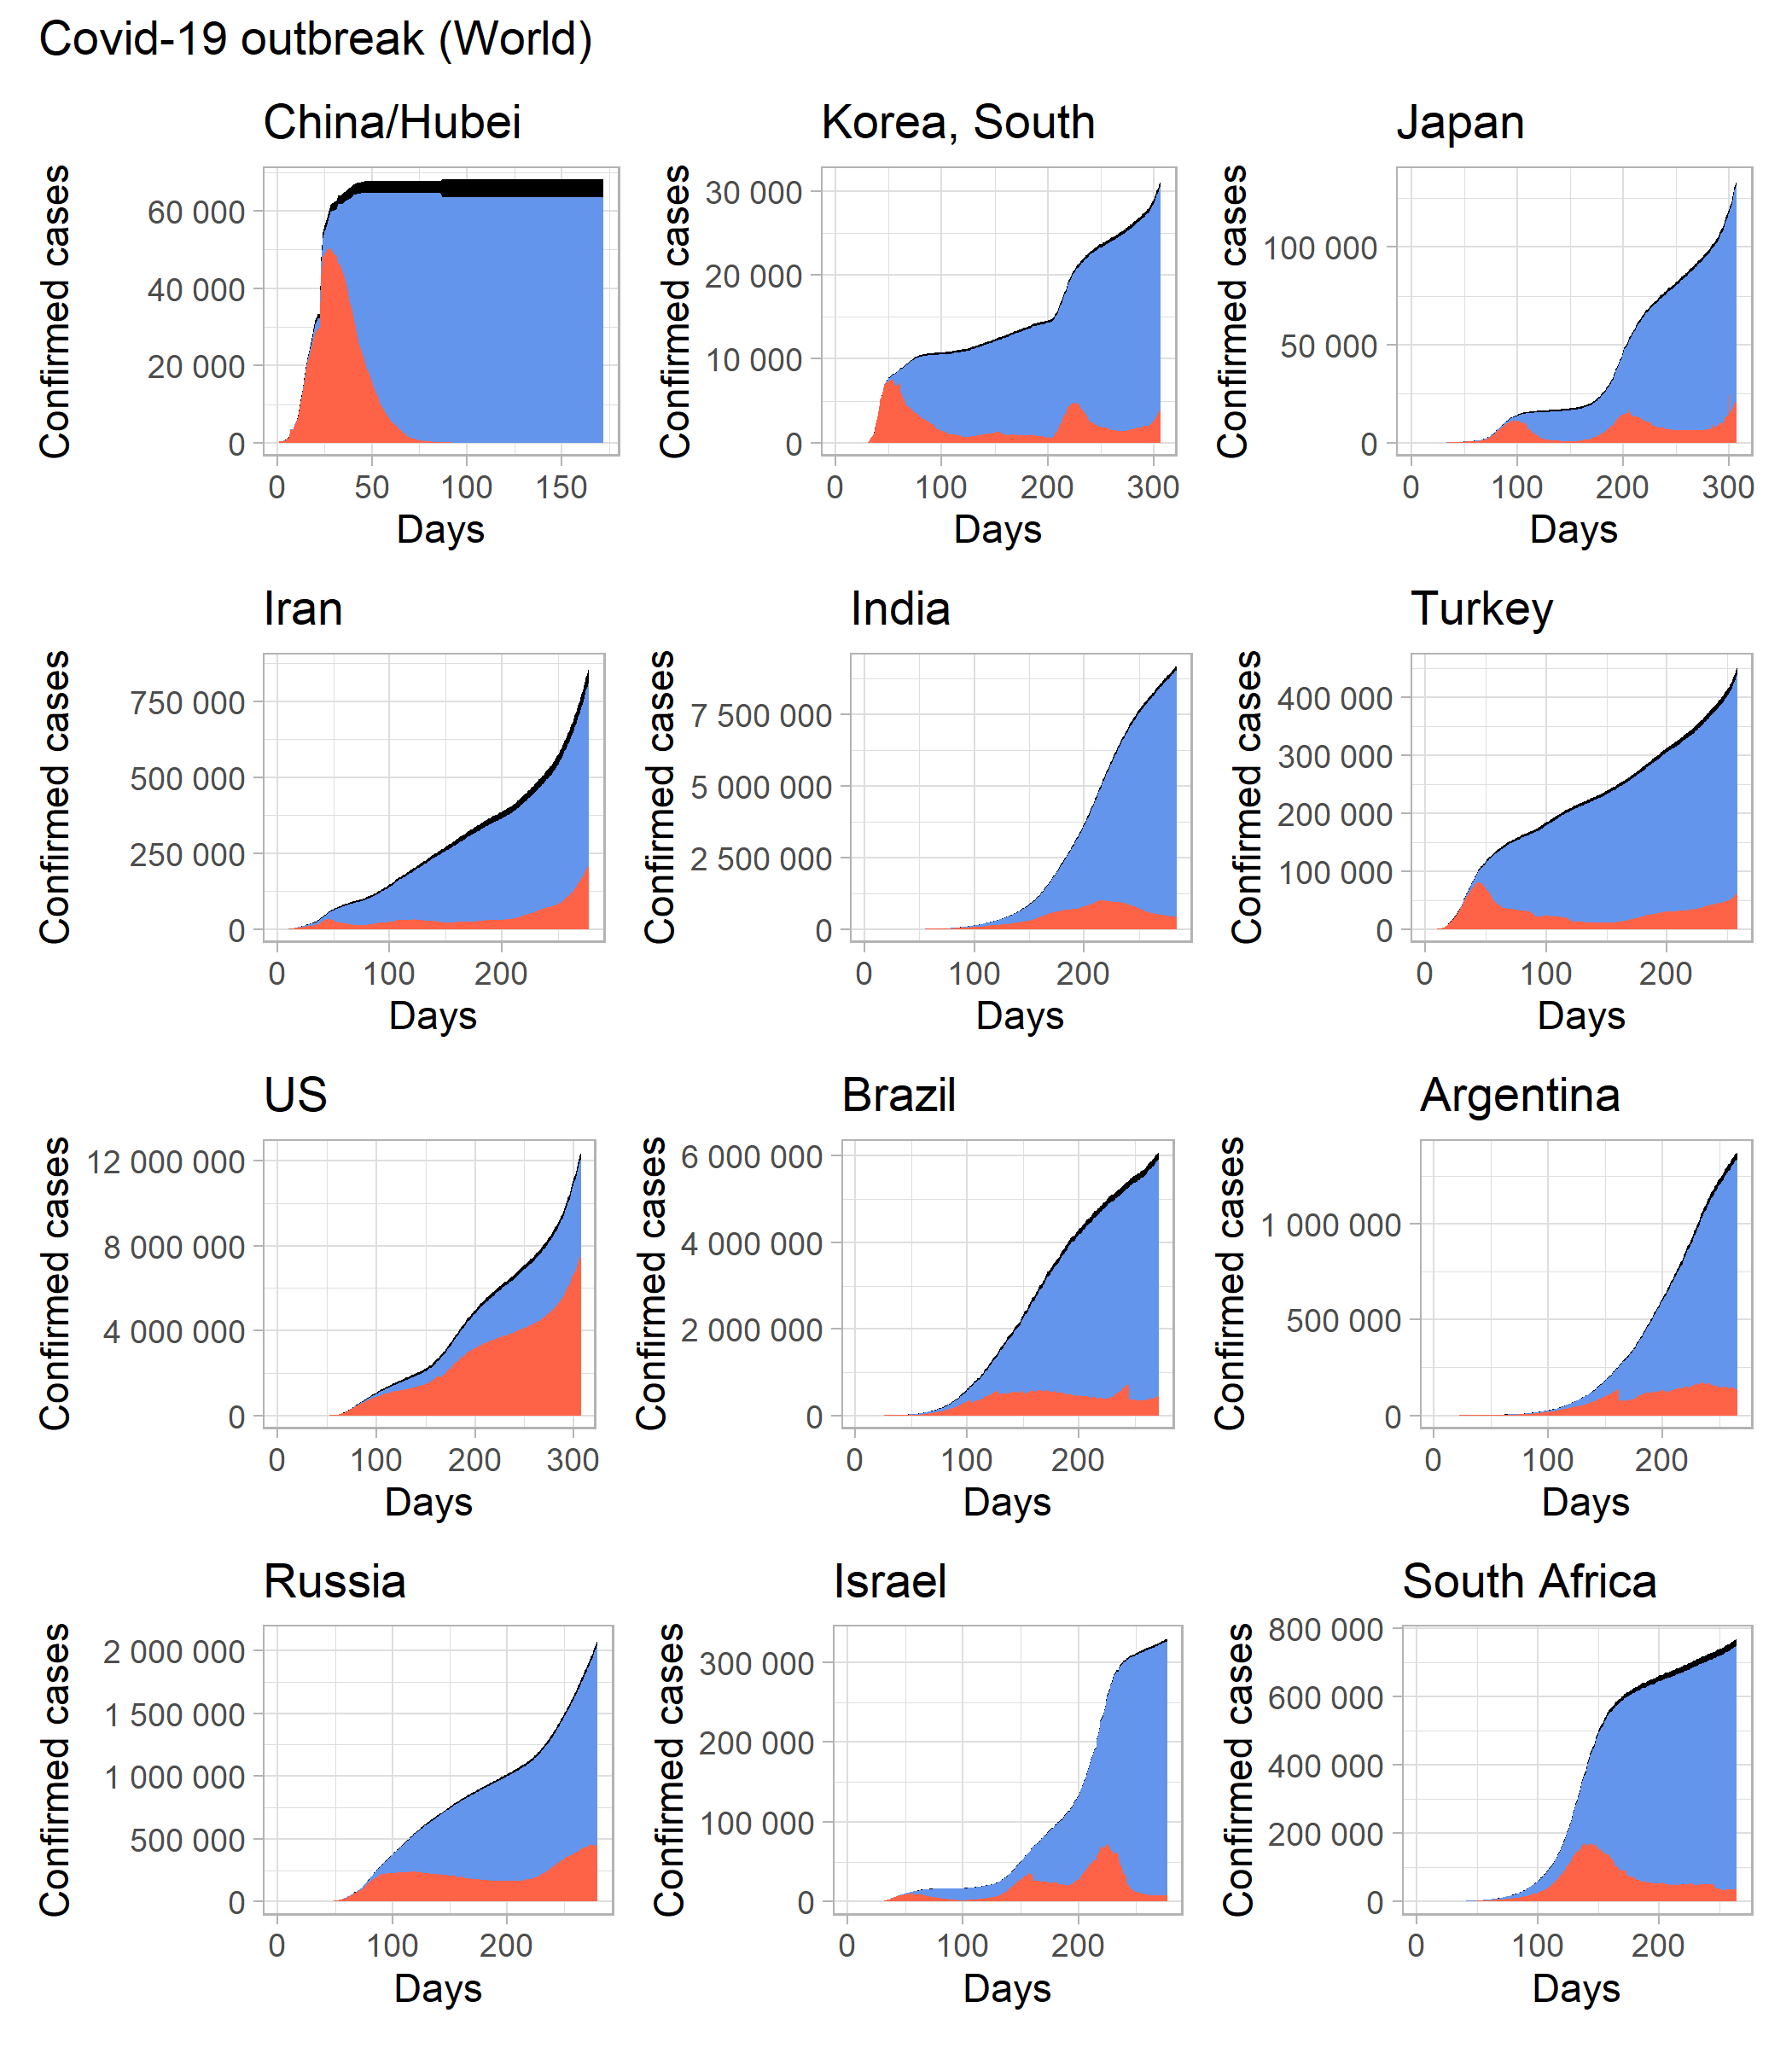 Covid-19 outbreak (World)
China/Hubei
Confirmed cases
60 000
40 000
20 000
0
0 50 100 150
Days
Korea, South
Confirmed cases
30 000
20 000
10 000
0
0 100 200 300
Days
Japan
Confirmed cases
100 000
50 000
0
0 100 200 300
Days
Iran
Confirmed cases
750 000
500 000
250 000
0
0 100 200
Days
India
Confirmed cases
7 500 000
5 000 000
2 500 000
0
0 100 200
Days
Turkey
Confirmed cases
400 000
300 000
200 000
100 000
0
0 100 200
Days
US
Confirmed cases
12 000 000
8 000 000
4 000 000
0
0 100 200 300
Days
Brazil
Confirmed cases
6 000 000
4 000 000
2 000 000
0
0 100 200
Days
Argentina
Confirmed cases
1 000 000
500 000
0
0 100 200
Days
Russia
Confirmed cases
2 000 000
1 500 000
1 000 000
500 000
0
0 100 200
Days
Israel
Confirmed cases
300 000
200 000
100 000
0
0 100 200
Days
South Africa
Confirmed cases
800 000
600 000
400 000
200 000
0
0 100 200
Days